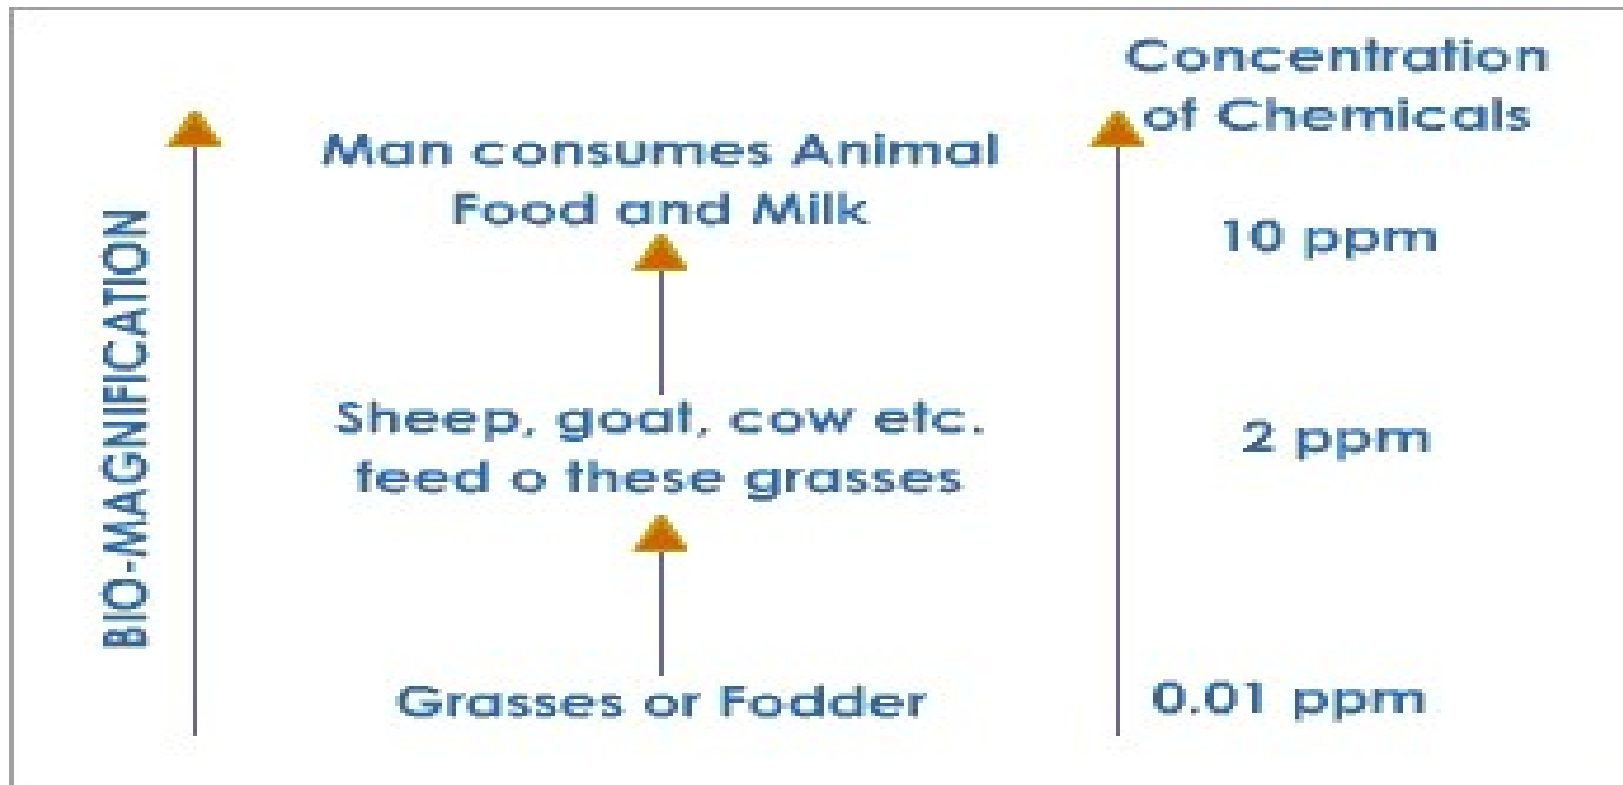 Concentration
of Chemicals
Man consumes Animal
Food and Milk
10 ppm
BIO-MAGNIFICATION
Sheep, goat, cow etc.
feed o these grasses
2 ppm
Grasses or Fodder
0.01 ppm